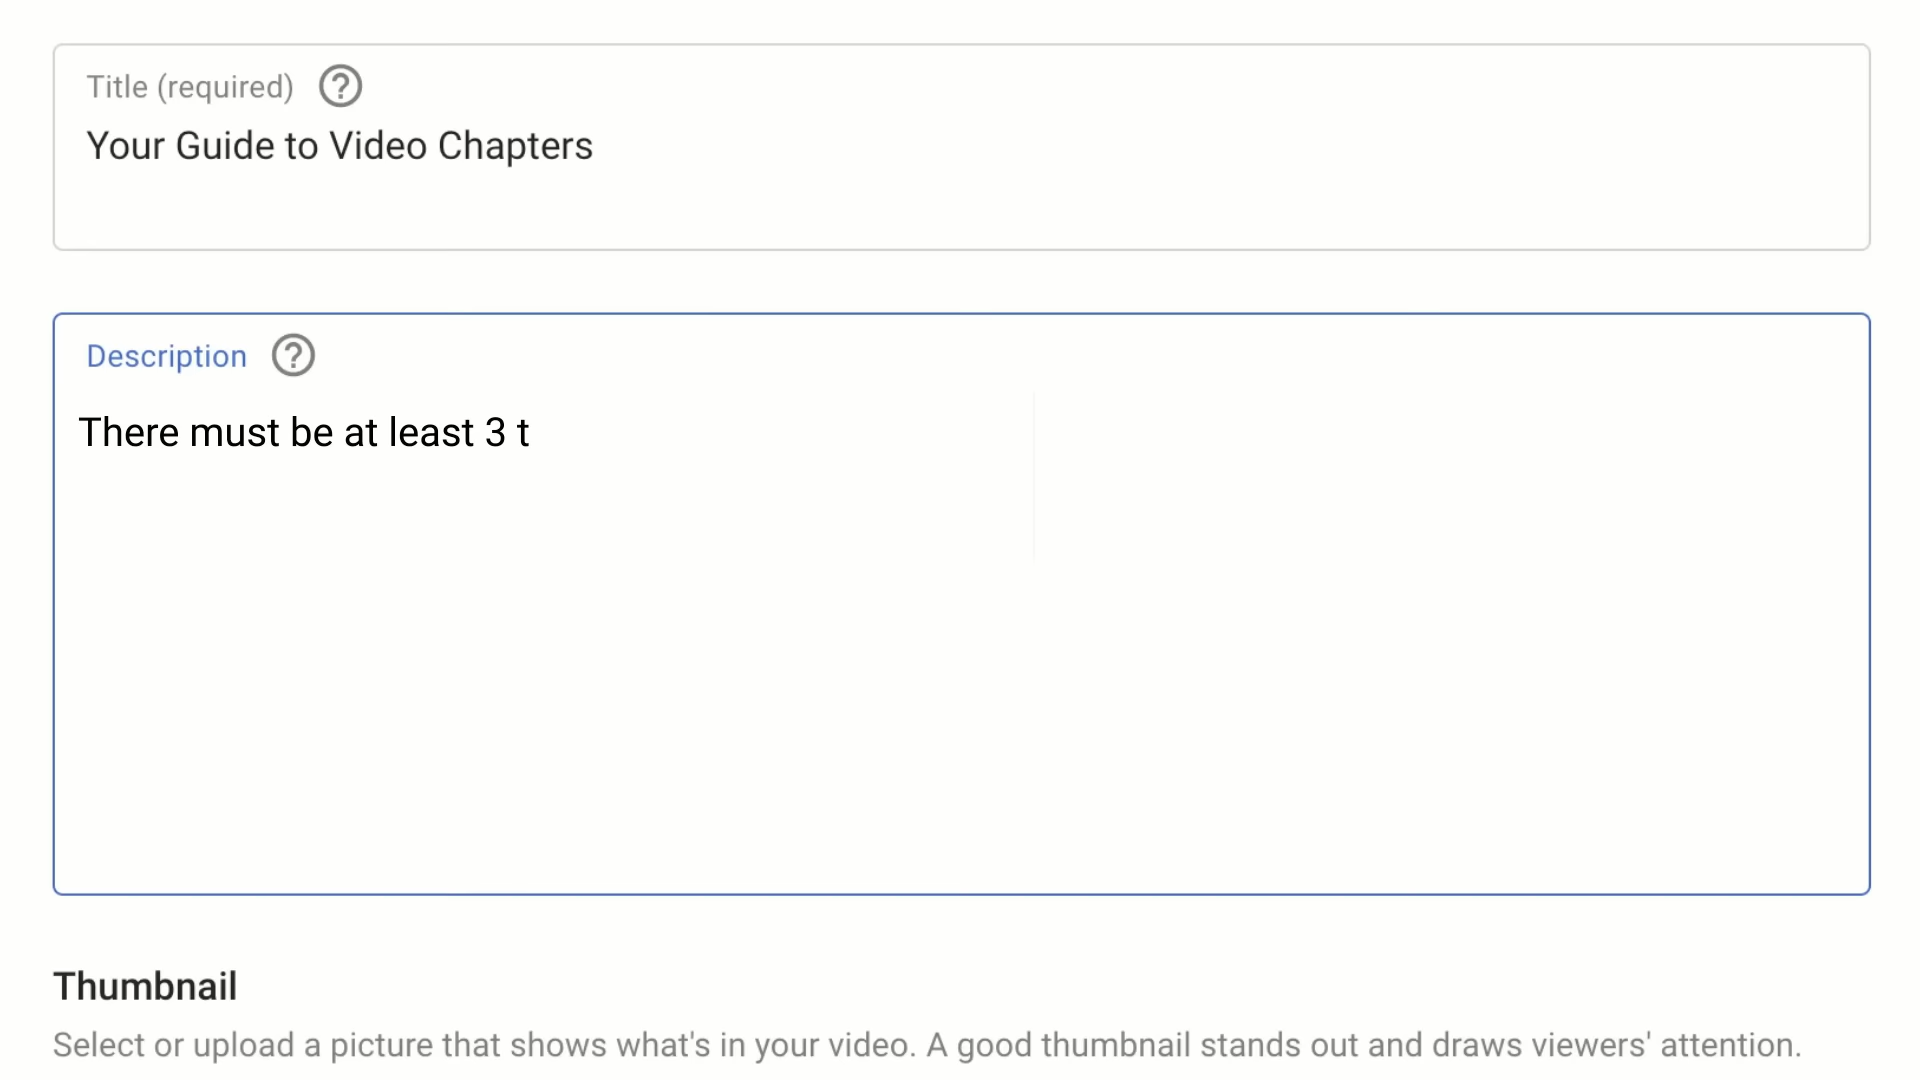 Title (required)
Your Guide to Video Chapters
Description
There must be at least 3 t
Thumbnail
Select or upload a picture that shows what's in your video. A good thumbnail stands out and draws viewers' attention.